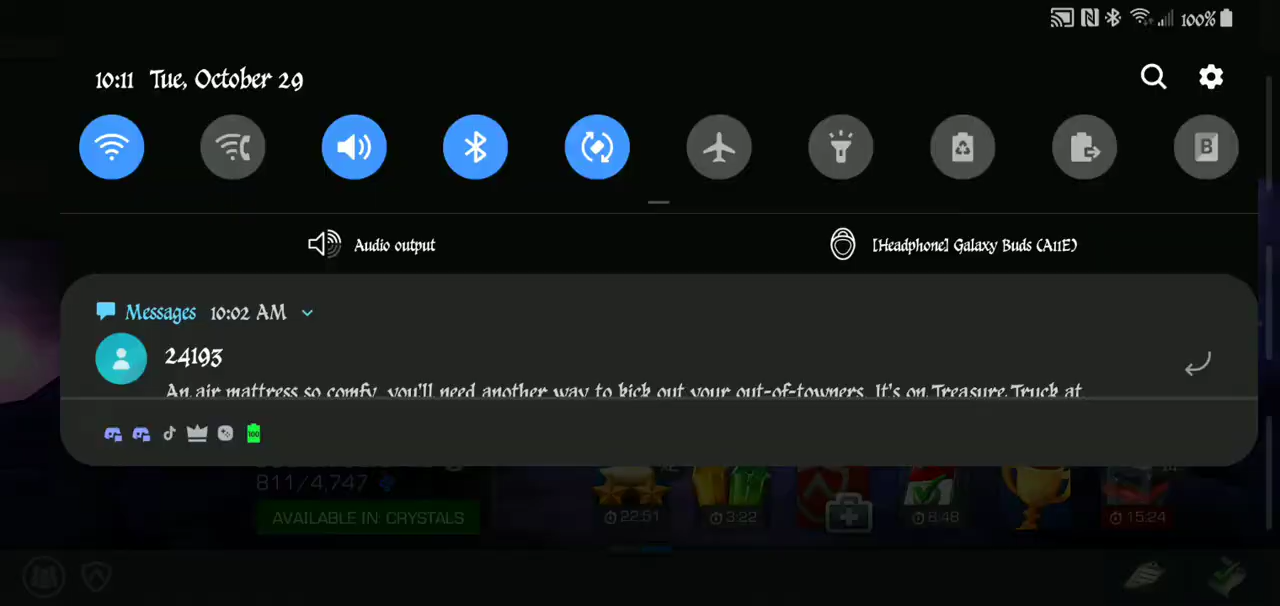 100%
10:11 Tue, October 29
B
Audio output
[Headphone] Galaxy Buds (A11E)
Messages 10:02 AM
24193
An air mattress so comfy, you'll need another way to kick out your out-of-towners. It's on Treasure Truck at
100
811/4,747
AVAILABLE IN: CRYSTALS
22:51
3:22
8:48
15:24